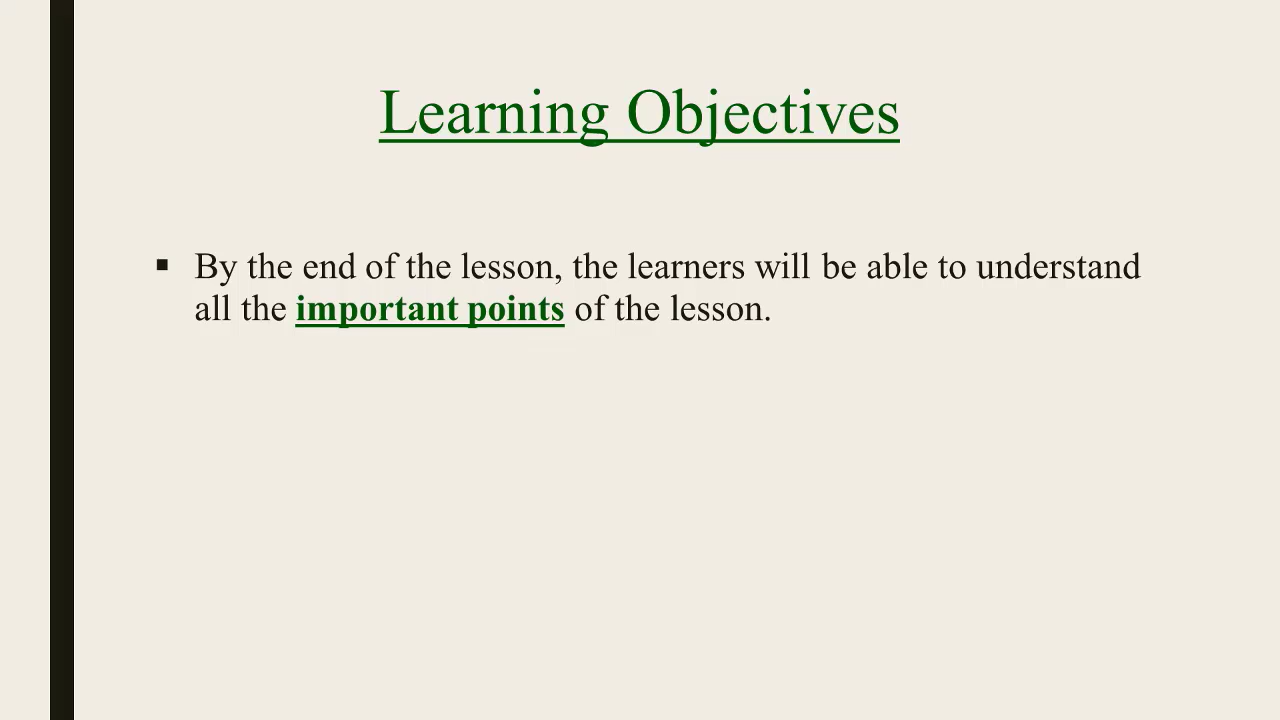 Learning Objectives
▪ By the end of the lesson, the learners will be able to understand
all the important points of the lesson.